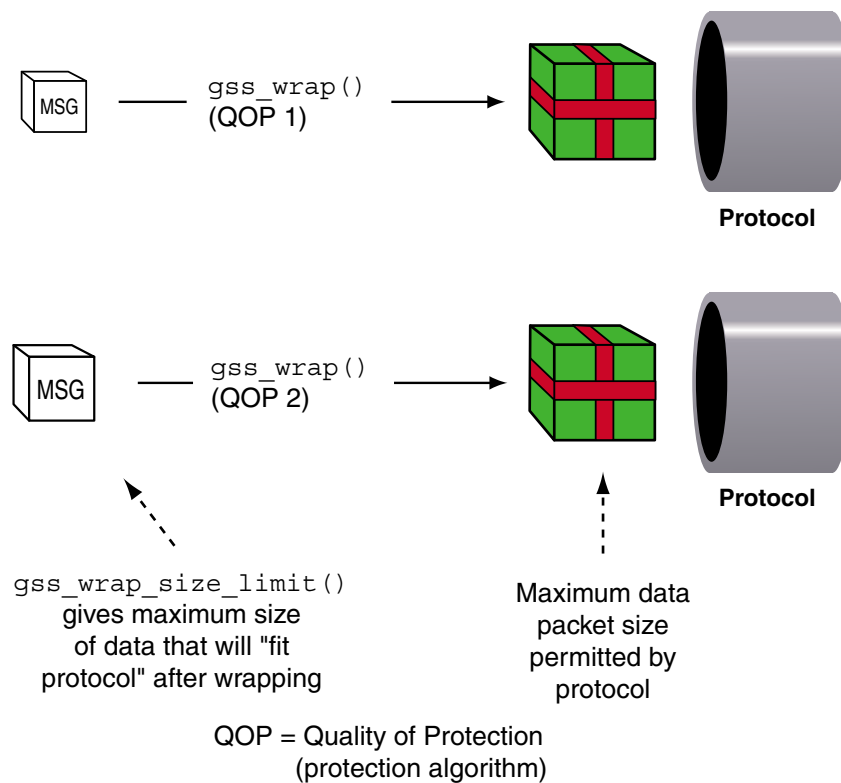 MSG
gss_wrap()
(QOP 1)
Protocol
MSG
gss_wrap()
(QOP 2)
Protocol
gss_wrap_size_limit()
gives maximum size
of data that will "fit
protocol" after wrapping
Maximum data
packet size
permitted by
protocol
QOP = Quality of Protection
(protection algorithm)